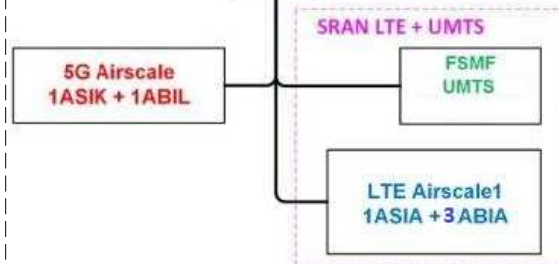 SRAN LTE + UMTS
5G Airscale
1ASIK + 1ABIL
FSMF
UMTS
LTE Airscale1
1ASIA +3 ABIA